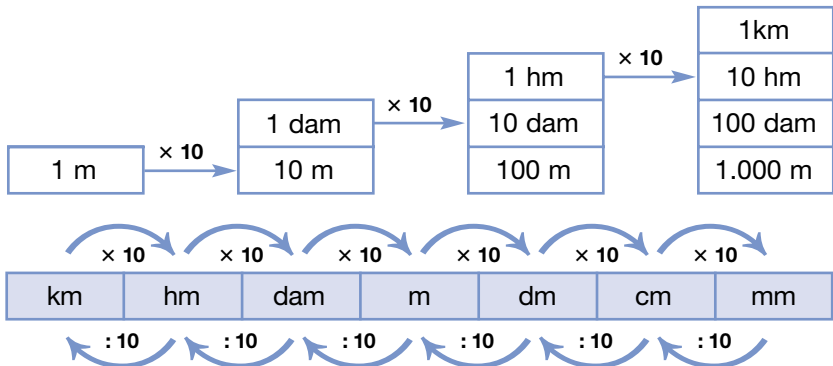 1km
× 10
1 hm
10 hm
× 10
1 dam
10 dam
100 dam
× 10
1 m
10 m
100 m
1.000 m
× 10 × 10 × 10 × 10 × 10 × 10
km hm dam m dm cm mm
: 10 : 10 : 10 : 10 : 10 : 10